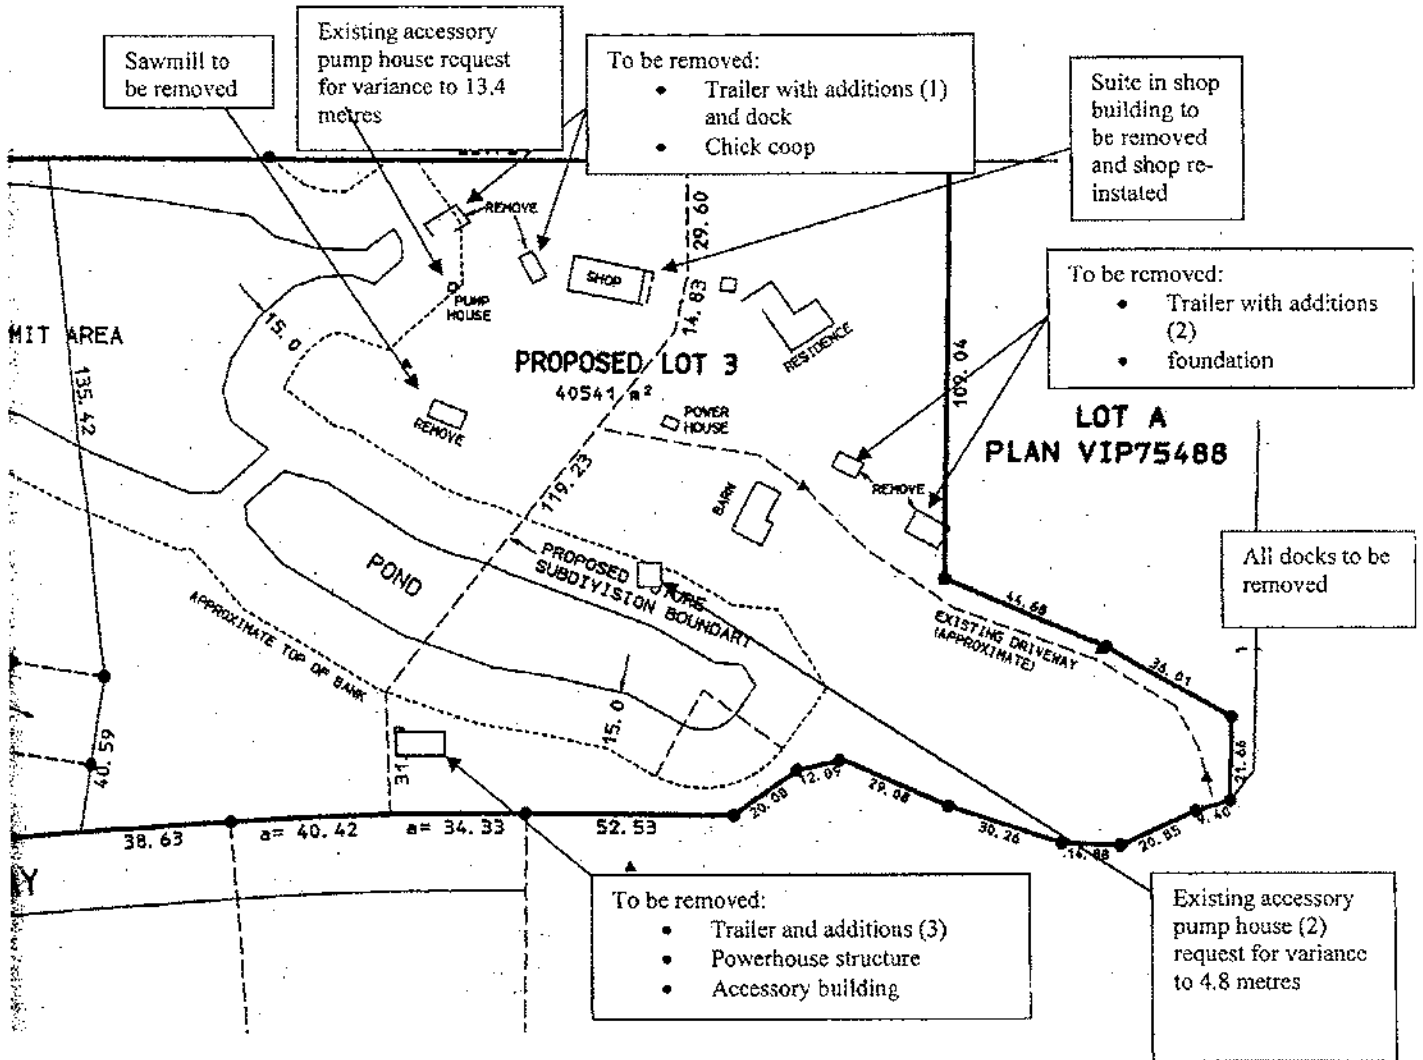 Sawmill to
be removed
Existing accessory
pump house request
for variance to 13.4
metres
To be removed:
• Trailer with additions (1)
and dock
• Chick coop
Suite in shop
building to
be removed
and shop re-
instated
REMOVE
29.60
SHOP
14.83
PUMP
HOUSE
RESIDENCE
To be removed:
• Trailer with additions
(2)
• foundation
MIT AREA
15.0
135.42
PROPOSED LOT 3
40541 m²
109.04
REMOVE
POWER
HOUSE
LOT A
PLAN VIP75488
119.23
BARN
REMOVE
POND
PROPOSED
SUBDIVISION BOUNDARY
All docks to be
removed
APPROXIMATE TOP OF BANK
44.68
EXISTING DRIVEWAY
(APPROXIMATE)
36.01
15.0
40.59
21.66
38.63
a= 40.42
a= 34.33
52.53
20.08
12.09
29.08
30.26
14.88
20.85
9.40
To be removed:
• Trailer and additions (3)
• Powerhouse structure
• Accessory building
Existing accessory
pump house (2)
request for variance
to 4.8 metres